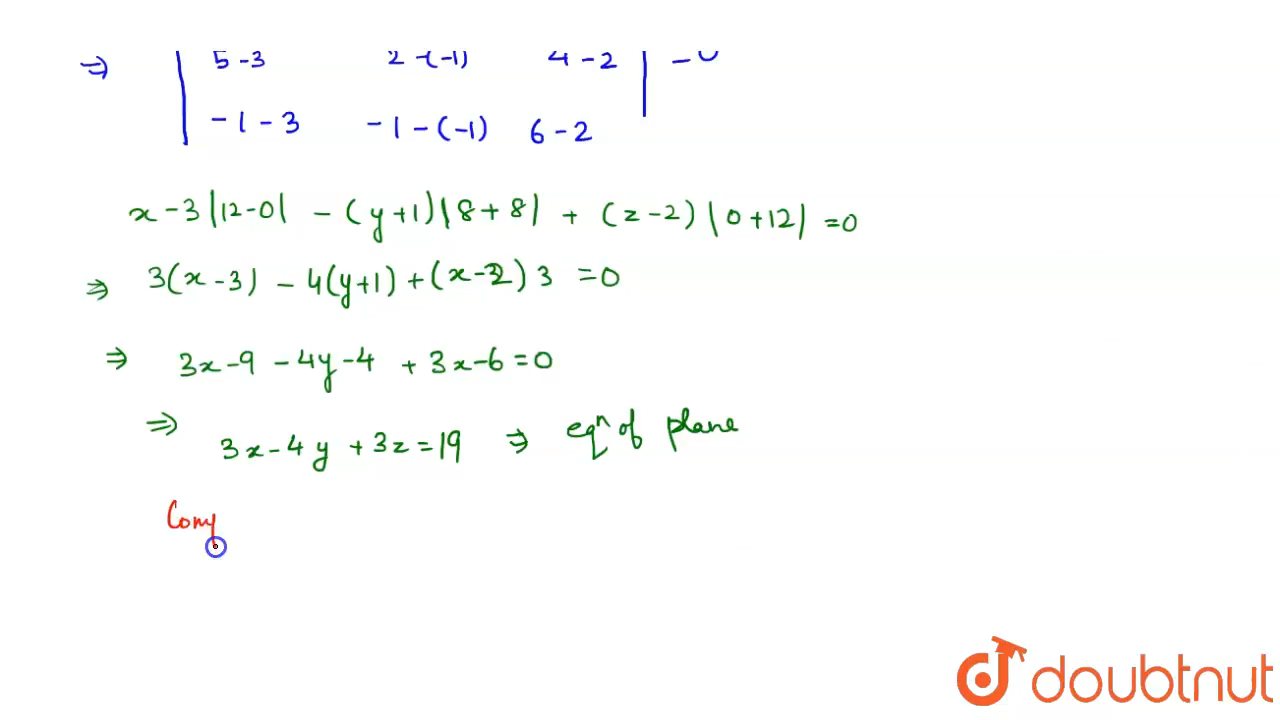 ⇒ | 5 - 3 2 - (-1) 4 - 2 | - 0
- 1 - 3 - 1 - (-1) 6 - 2
x - 3 |12 - 0| - (y + 1) |8 + 8| + (z - 2) |0 + 12| = 0
⇒ 3(x - 3) - 4(y + 1) + (x - 2) 3 = 0
⇒ 3x - 9 - 4y - 4 + 3x - 6 = 0
⇒ 3x - 4y + 3z = 19 ⇒ eqⁿ of plane
Comp
doubtnut